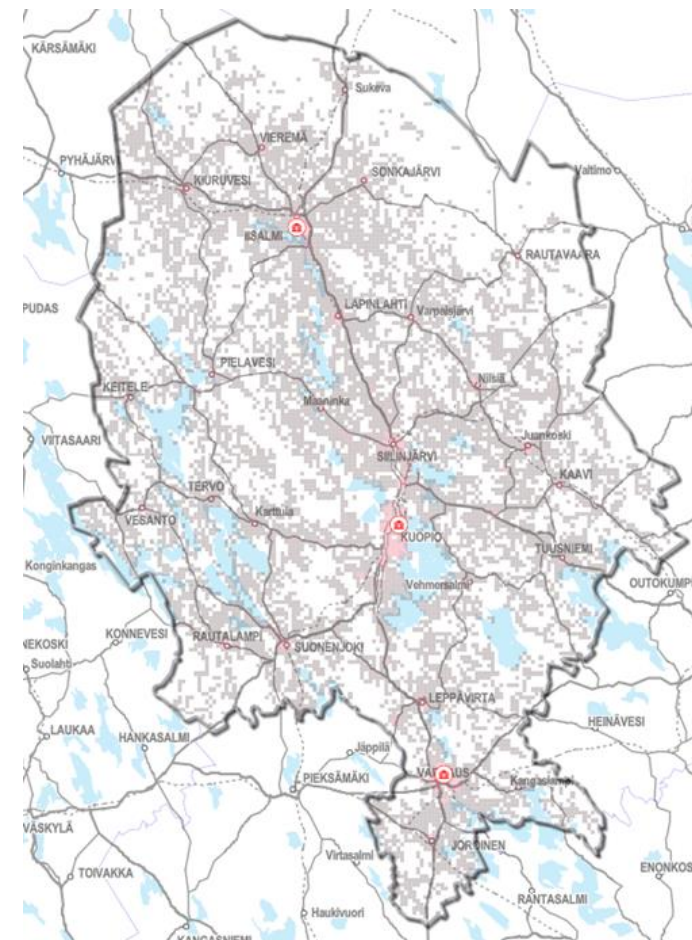 KÄRSÄMÄKI
Sukeva
VIEREMÄ
PYHÄJÄRVI
KIURUVESI
SONKAJÄRVI
Valtimo
IISALMI
RAUTAVAARA
PUDAS
LAPINLAHTI
Varpaisjärvi
PIELAVESI
KEITELE
Nilsiä
Maaninka
VIITASAARI
SIILINJÄRVI
Juankoski
KAAVI
TERVO
VESANTO
Karttula
KUOPIO
TUUSNIEMI
Konginkangas
Vehmersalmi
OUTOKUMPU
NEKOSKI
KONNEVESI
RAUTALAMPI
SUONENJOKI
Suolahti
LEPPÄVIRTA
HEINÄVESI
LAUKAA
HANKASALMI
Jäppilä
PIEKSÄMÄKI
VARKAUS
Kangaslampi
VÄSKYLÄ
JOROINEN
Virtasalmi
TOIVAKKA
ENONKOS
RANTASALMI
Haukivuori
KANGASNIEMI